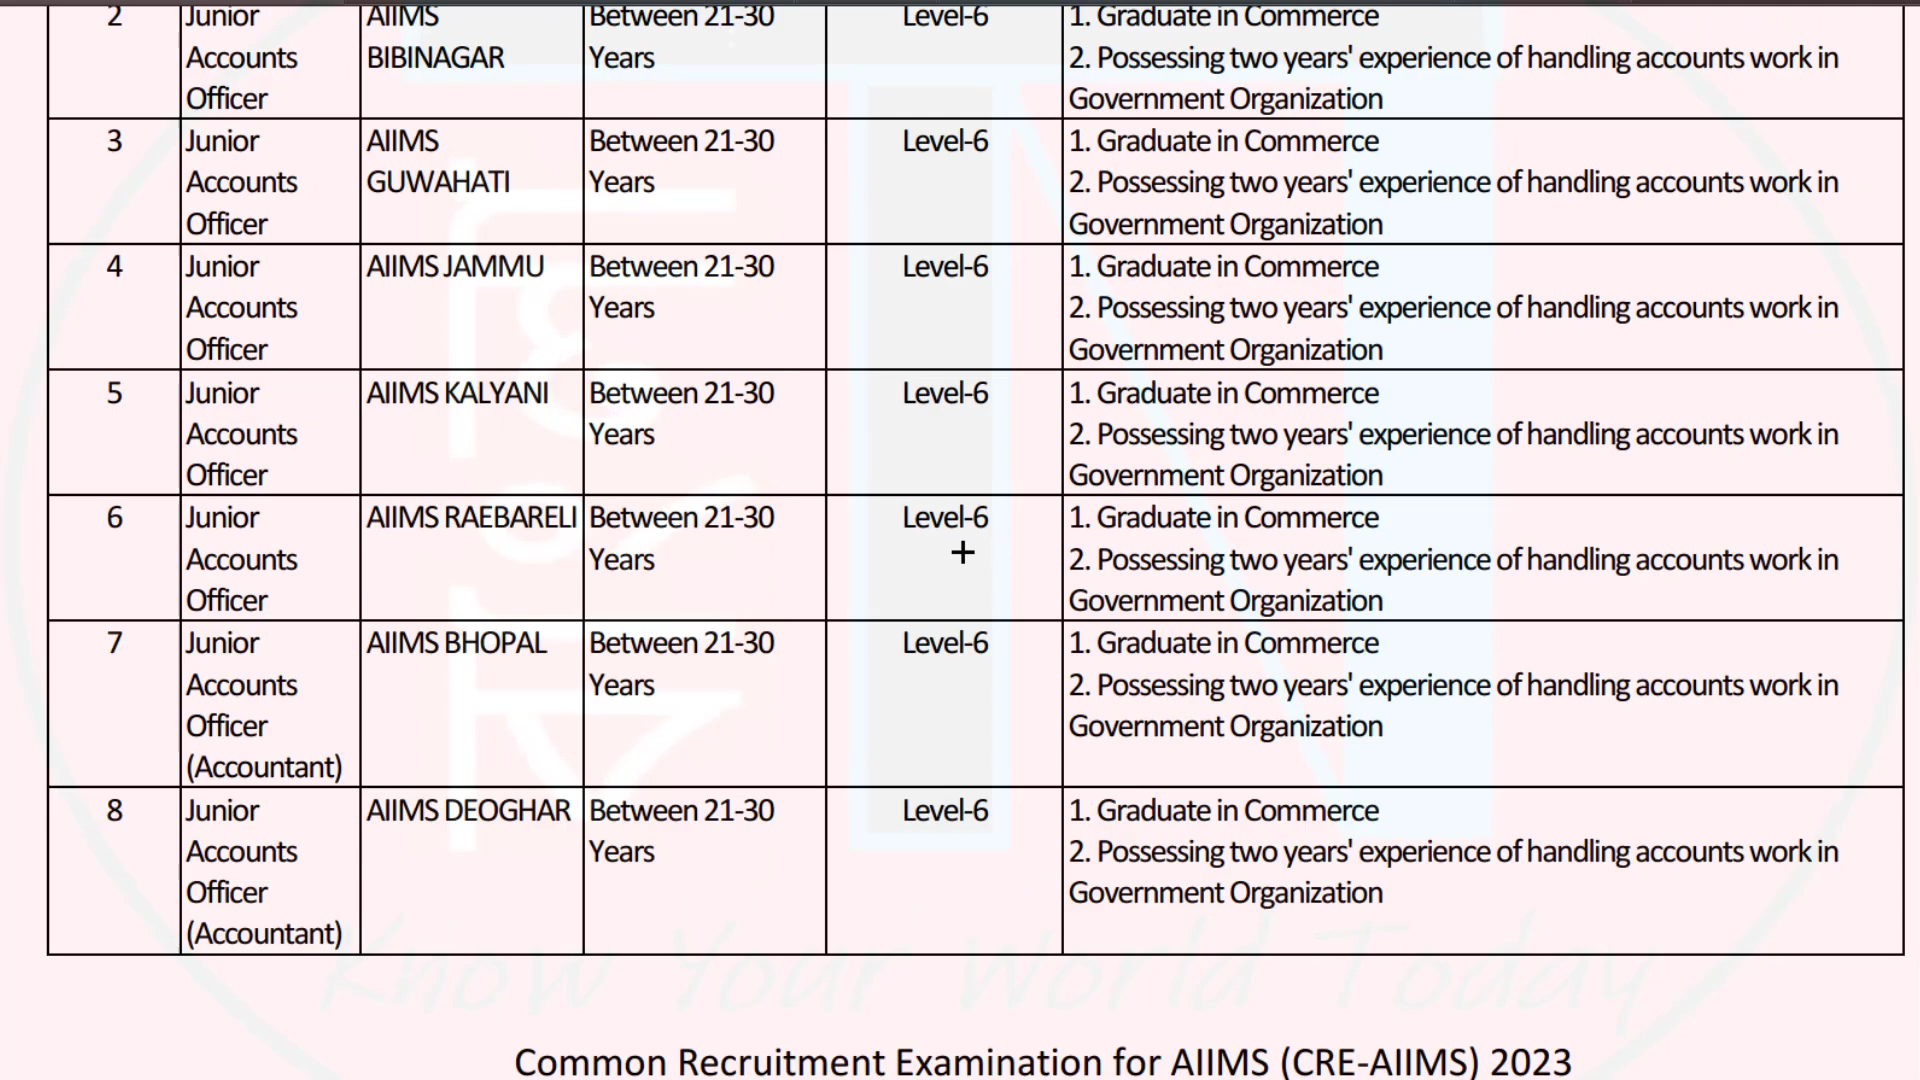 2 Junior AIIMS Between 21-30 Level-6 1. Graduate in Commerce
Accounts BIBINAGAR Years 2. Possessing two years' experience of handling accounts work in
Officer Government Organization
3 Junior AIIMS Between 21-30 Level-6 1. Graduate in Commerce
Accounts GUWAHATI Years 2. Possessing two years' experience of handling accounts work in
Officer Government Organization
4 Junior AIIMS JAMMU Between 21-30 Level-6 1. Graduate in Commerce
Accounts Years 2. Possessing two years' experience of handling accounts work in
Officer Government Organization
5 Junior AIIMS KALYANI Between 21-30 Level-6 1. Graduate in Commerce
Accounts Years 2. Possessing two years' experience of handling accounts work in
Officer Government Organization
6 Junior AIIMS RAEBARELI Between 21-30 Level-6 1. Graduate in Commerce
Accounts Years 2. Possessing two years' experience of handling accounts work in
Officer Government Organization
7 Junior AIIMS BHOPAL Between 21-30 Level-6 1. Graduate in Commerce
Accounts Years 2. Possessing two years' experience of handling accounts work in
Officer Government Organization
(Accountant)
8 Junior AIIMS DEOGHAR Between 21-30 Level-6 1. Graduate in Commerce
Accounts Years 2. Possessing two years' experience of handling accounts work in
Officer Government Organization
(Accountant)
Know Your World Today
Common Recruitment Examination for AIIMS (CRE-AIIMS) 2023